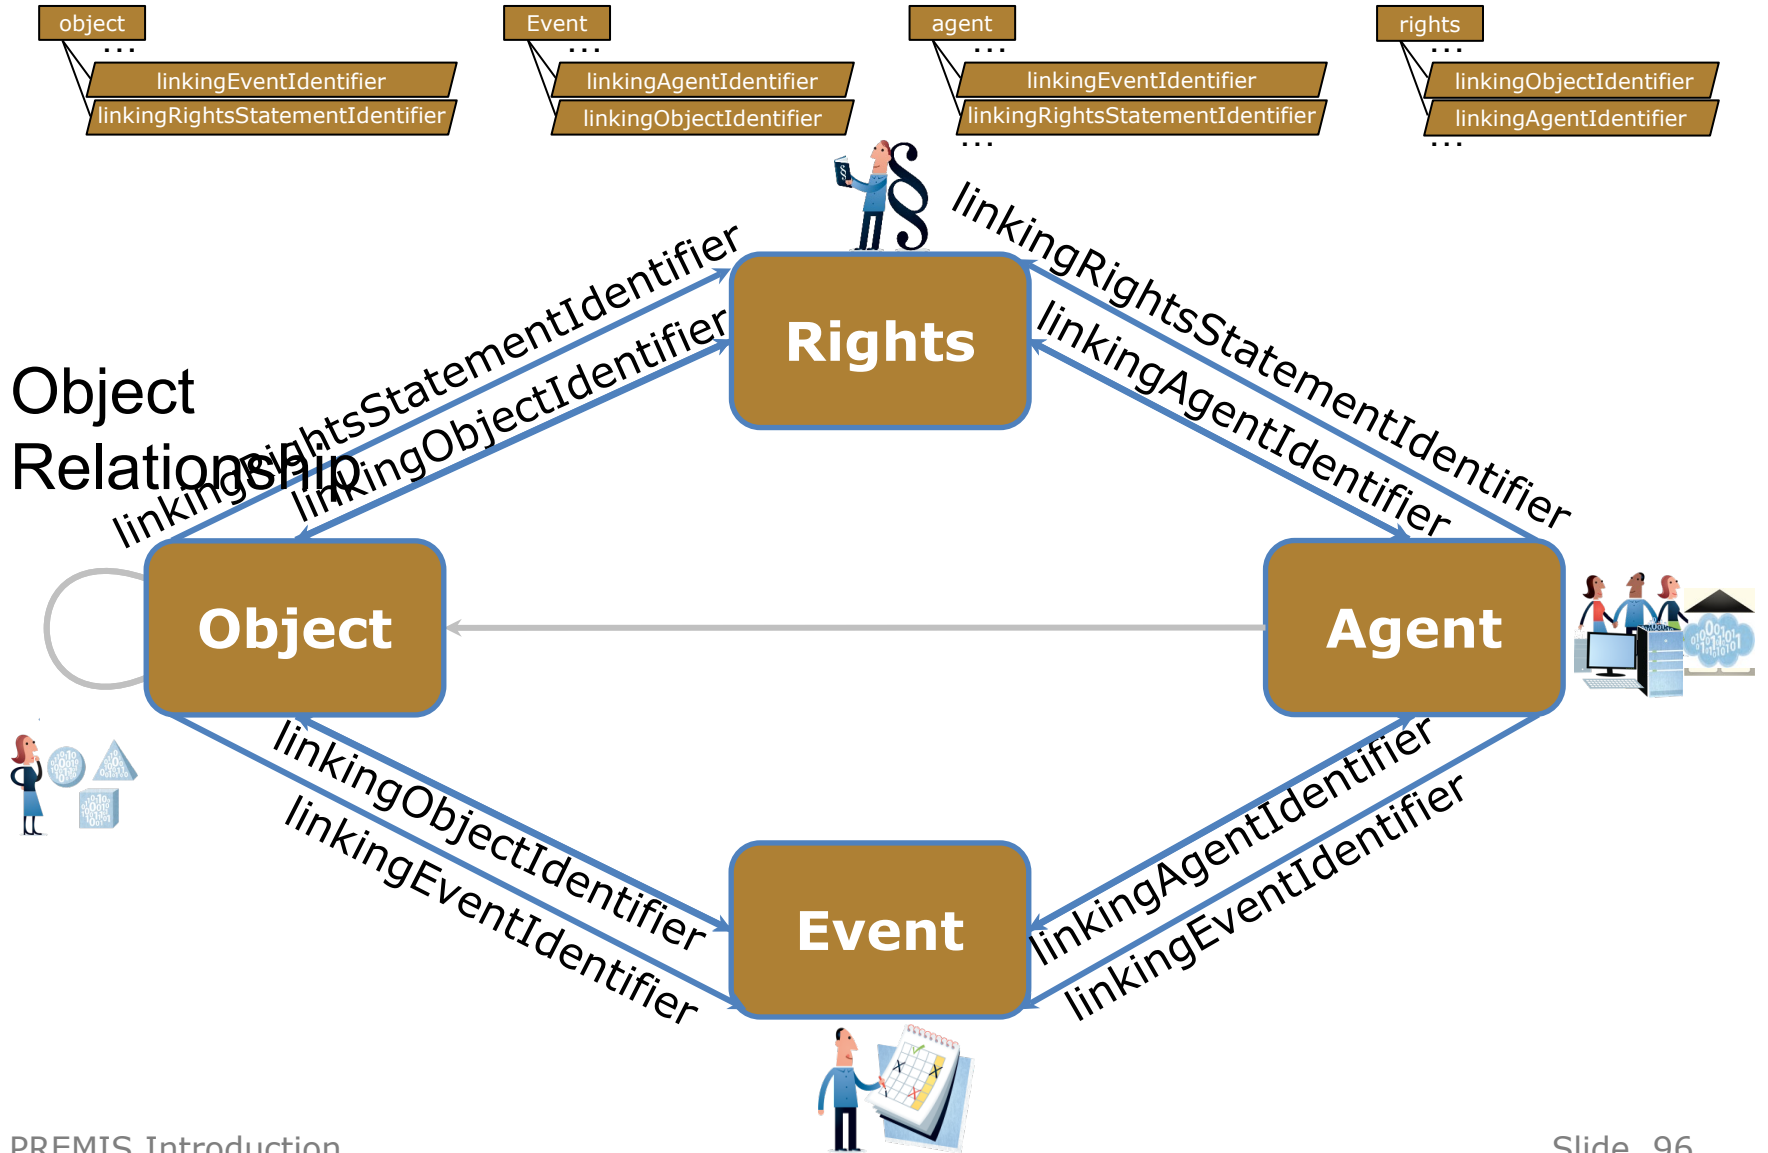 object
...
linkingEventIdentifier
linkingRightsStatementIdentifier
Event
...
linkingAgentIdentifier
linkingObjectIdentifier
agent
...
linkingEventIdentifier
linkingRightsStatementIdentifier
...
rights
...
linkingObjectIdentifier
linkingAgentIdentifier
...
linkingRightsStatementIdentifier
linkingObjectIdentifier
linkingRightsStatementIdentifier
linkingAgentIdentifier
Rights
Object
Relationship
Object
Agent
linkingObjectIdentifier
linkingEventIdentifier
linkingAgentIdentifier
linkingEventIdentifier
Event
PREMIS Introduction
Slide 96